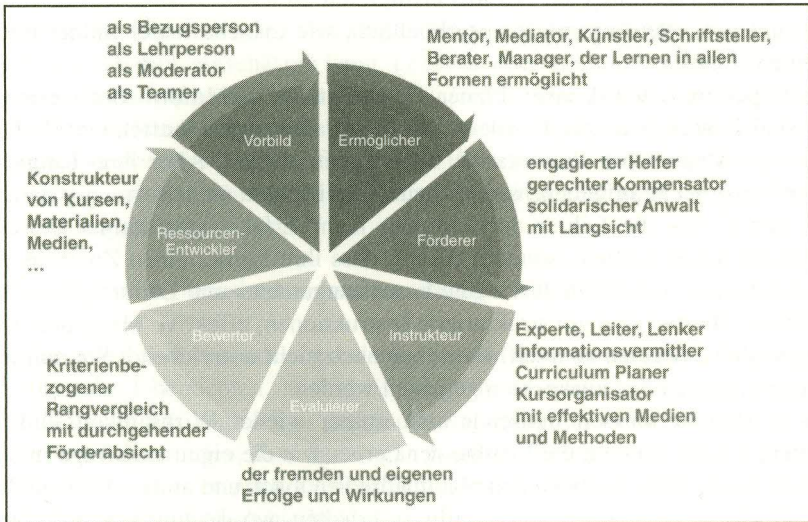 als Bezugsperson
als Lehrperson
als Moderator
als Teamer
Mentor, Mediator, Künstler, Schriftsteller,
Berater, Manager, der Lernen in allen
Formen ermöglicht
Vorbild
Ermöglicher
Konstrukteur
von Kursen,
Materialien,
Medien,
...
Ressourcen-
Entwickler
Förderer
engagierter Helfer
gerechter Kompensator
solidarischer Anwalt
mit Langsicht
Bewerter
Instrukteur
Kriterienbe-
zogener
Rangvergleich
mit durchgehender
Förderabsicht
Evaluierer
Experte, Leiter, Lenker
Informationsvermittler
Curriculum Planer
Kursorganisator
mit effektiven Medien
und Methoden
der fremden und eigenen
Erfolge und Wirkungen